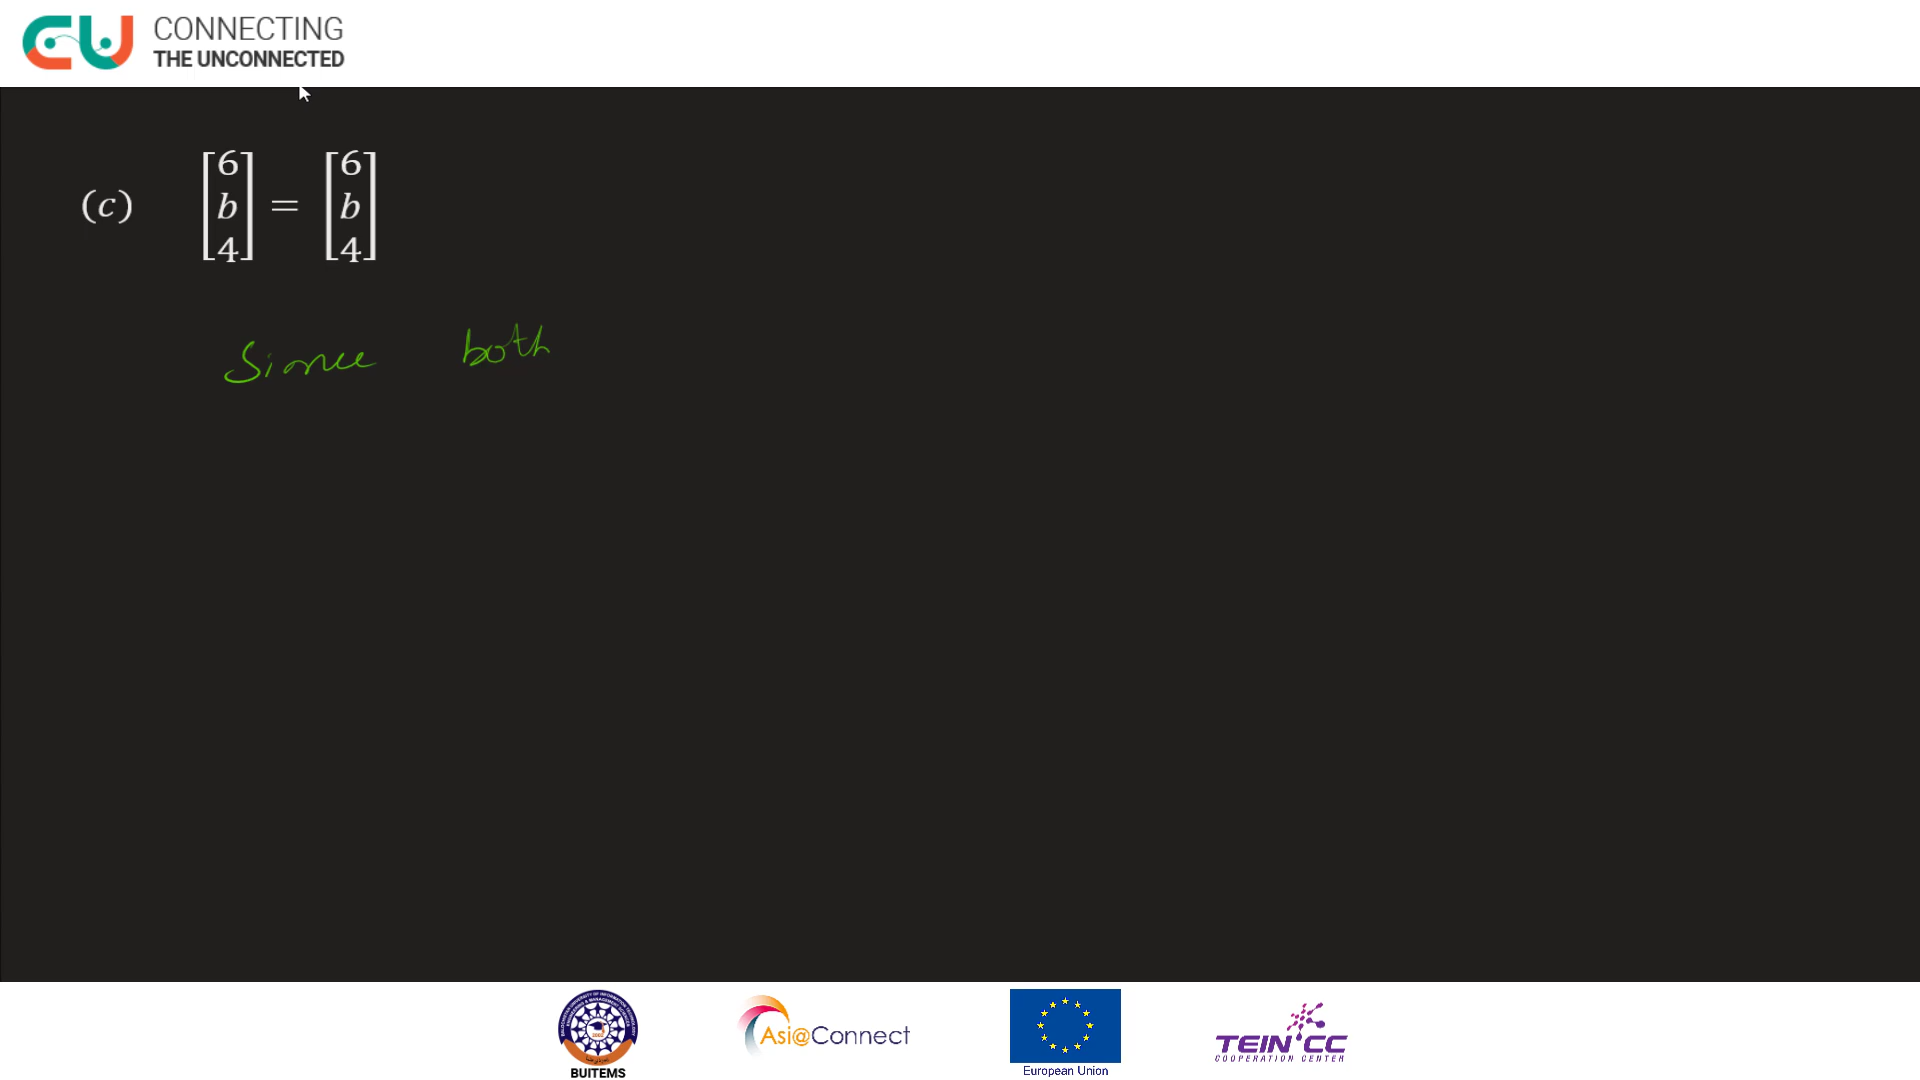 CONNECTING
THE UNCONNECTED
(c) [6 b 4] = [6 b 4]
Since both
BUITEMS
Asi@Connect
European Union
TEIN*CC
COOPERATION CENTER